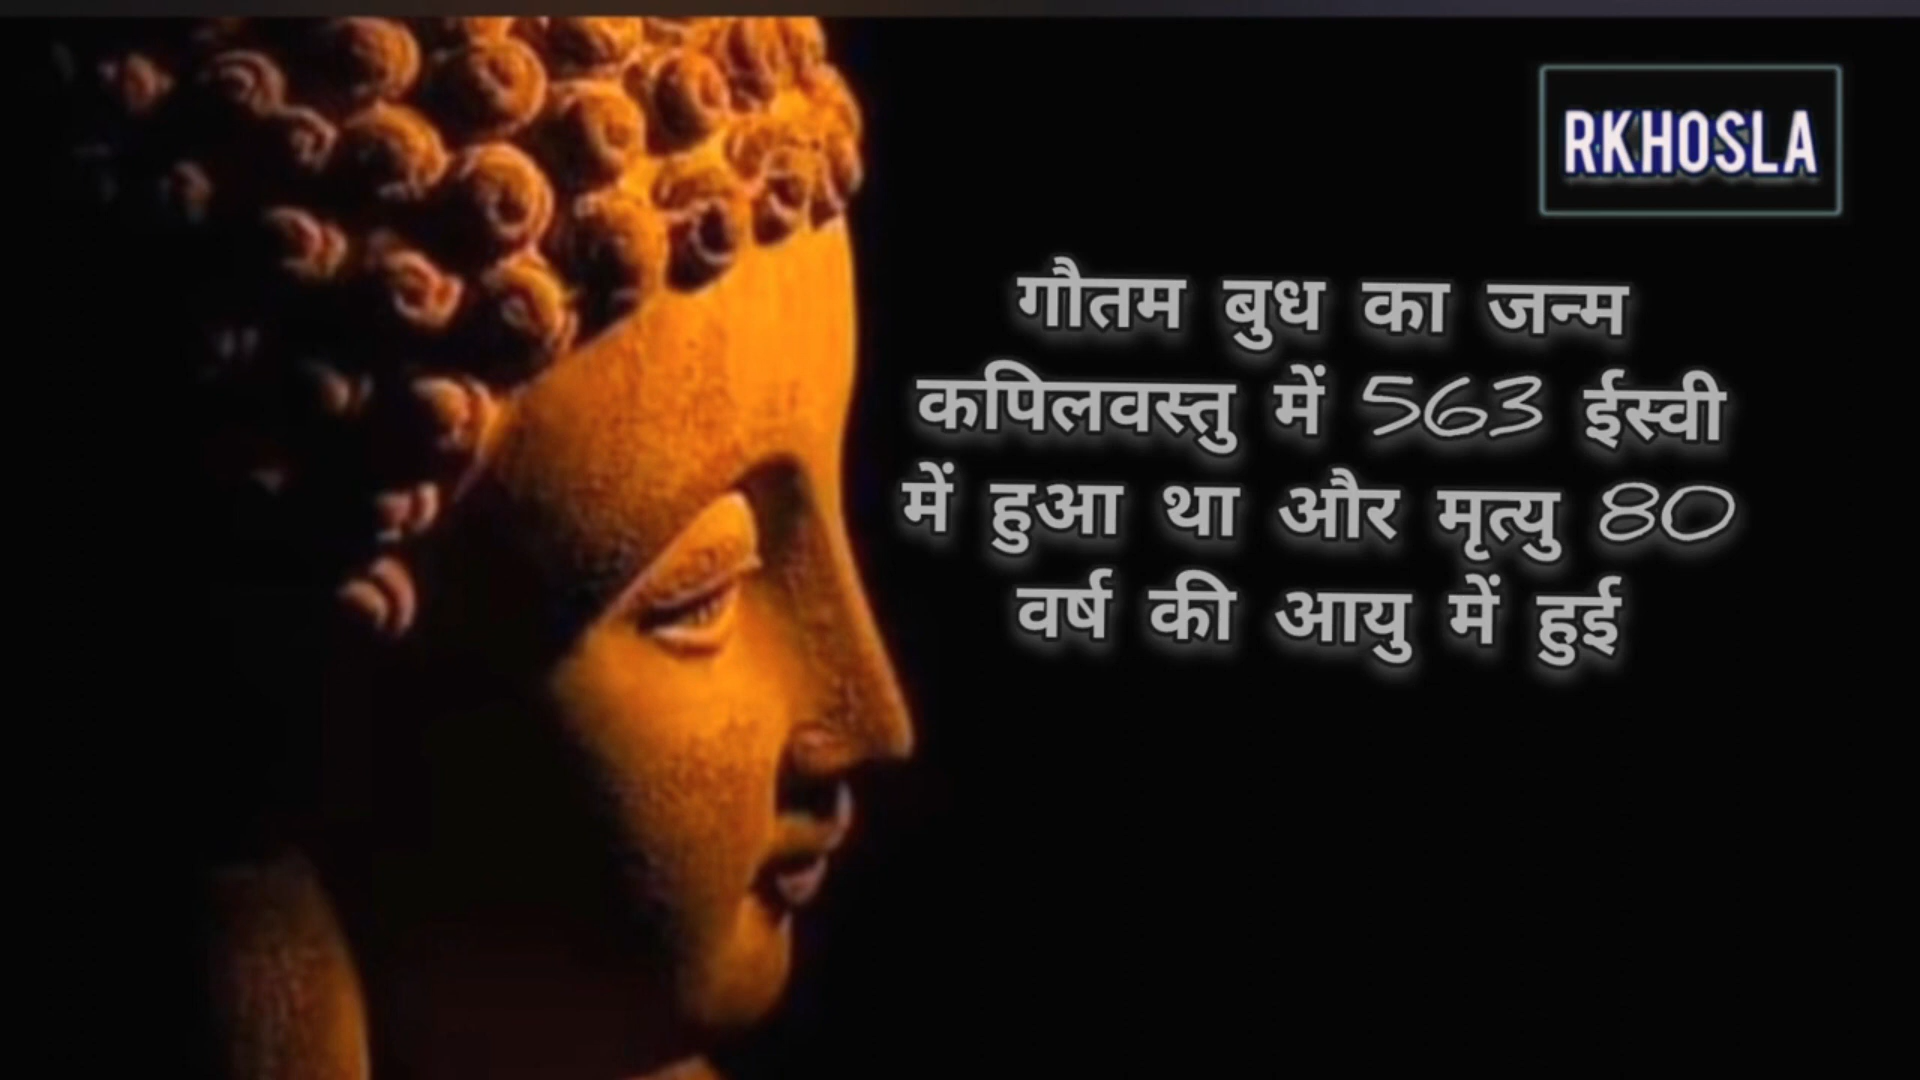 RKHOSLA
गौतम बुध का जन्म
कपिलवस्तु में 563 ईस्वी
में हुआ था और मृत्यु 80
वर्ष की आयु में हुई